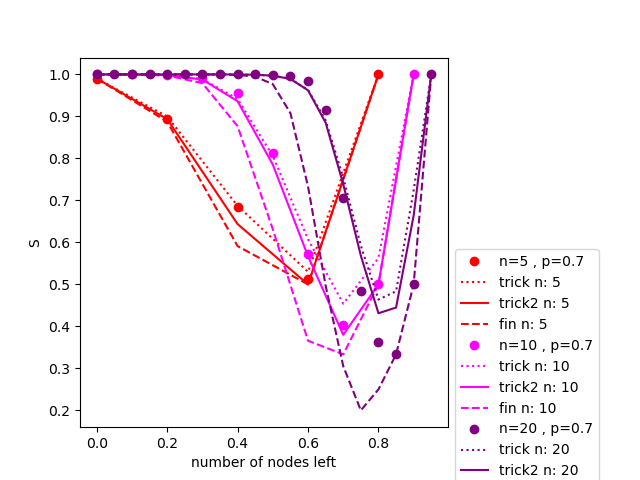 1.0
0.9
0.8
0.7
0.6
0.5
0.4
0.3
0.2
S
0.0 0.2 0.4 0.6 0.8
number of nodes left
n=5 , p=0.7
trick n: 5
trick2 n: 5
fin n: 5
n=10 , p=0.7
trick n: 10
trick2 n: 10
fin n: 10
n=20 , p=0.7
trick n: 20
trick2 n: 20